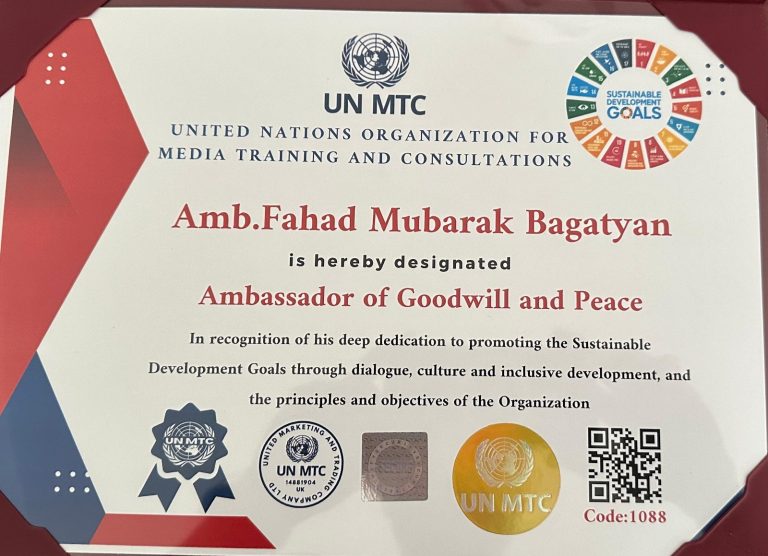 UN MTC
UNITED NATIONS ORGANIZATION FOR
MEDIA TRAINING AND CONSULTATIONS
SUSTAINABLE
DEVELOPMENT
GOALS
Amb.Fahad Mubarak Bagatyan
is hereby designated
Ambassador of Goodwill and Peace
In recognition of his deep dedication to promoting the Sustainable
Development Goals through dialogue, culture and inclusive development, and
the principles and objectives of the Organization
UN MTC
UNITED MARKETING AND TRADING COMPANY LTD
UN MTC
14881904
UK
UN MTC
Code:1088